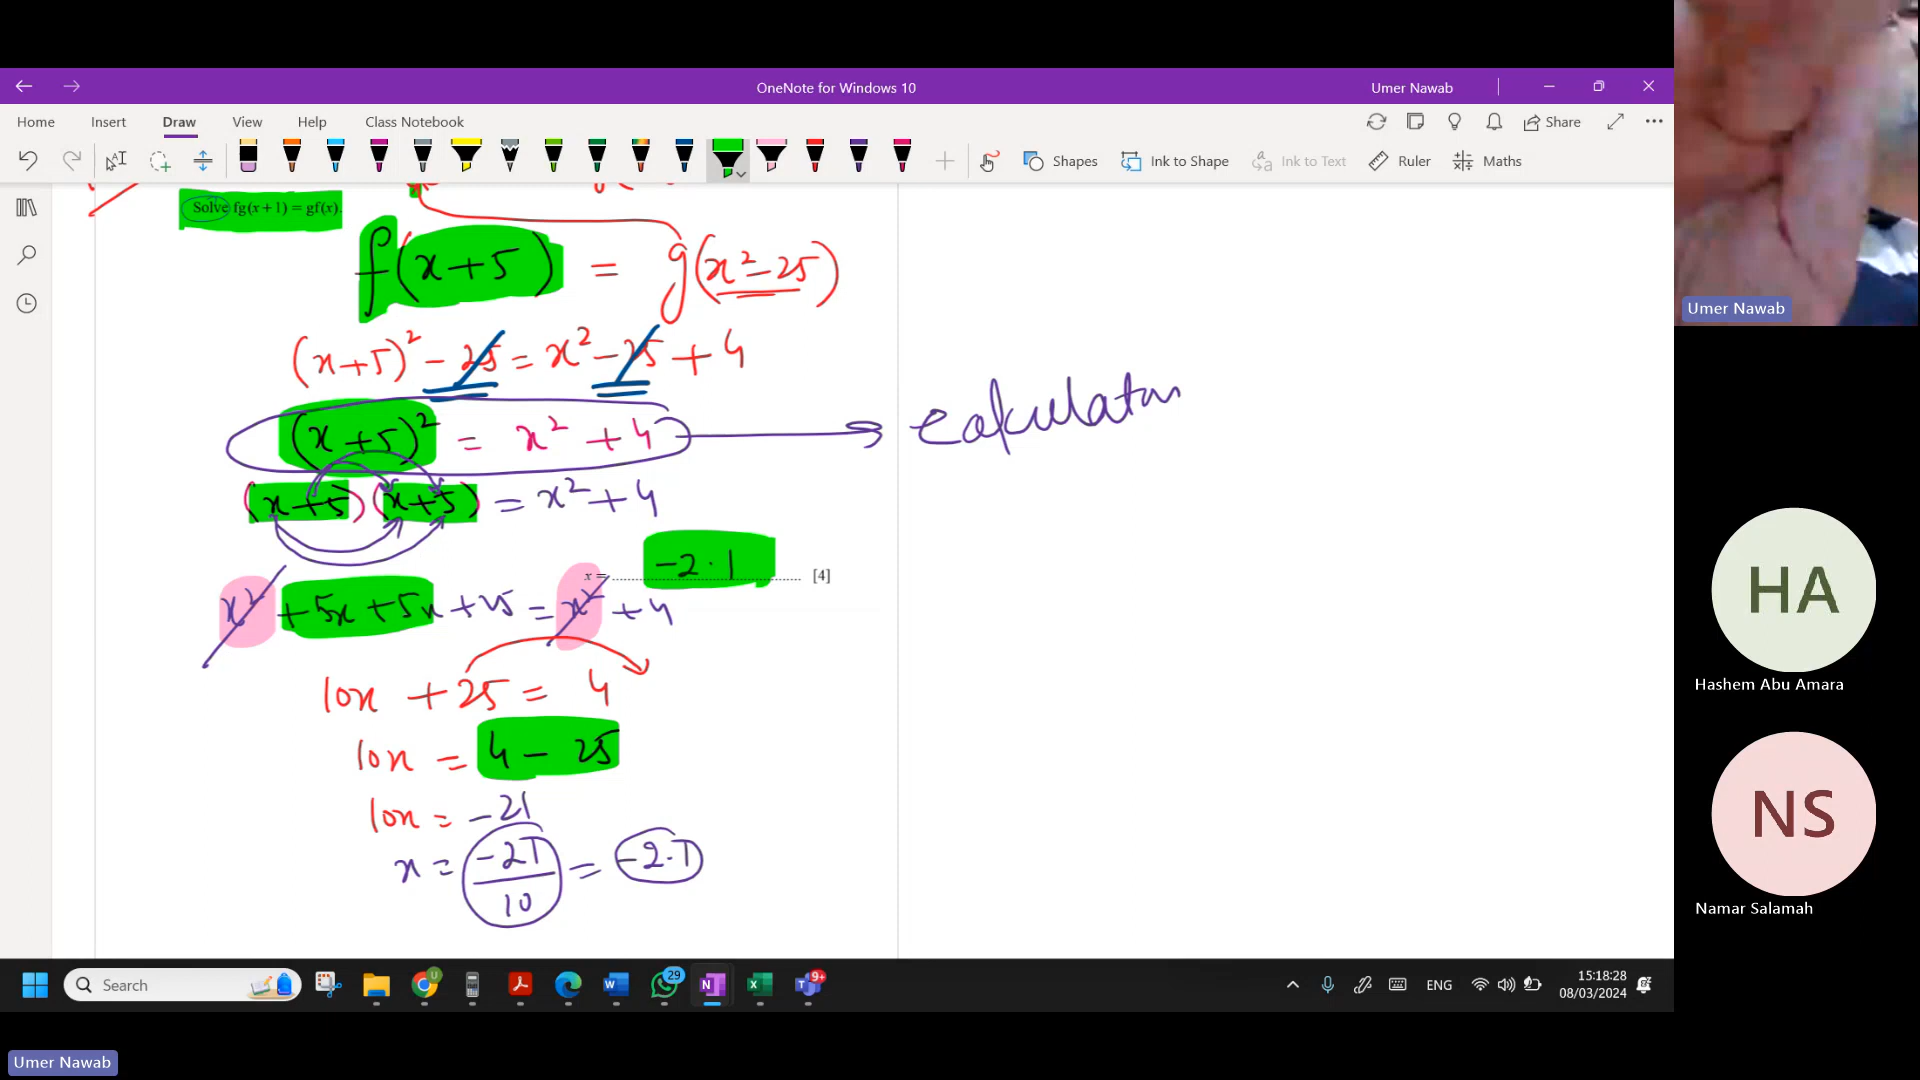 OneNote for Windows 10
Umer Nawab
Home Insert Draw View Help Class Notebook
Share
Shapes Ink to Shape Ink to Text Ruler Maths
Solve fg(x+1) = gf(x).
f(x+5) = g(x²-25)
(x+5)² - 25 = x² - 25 + 4
(x+5)² = x² + 4
calculator
(x+5)(x+5) = x² + 4
x = -2.1 [4]
x² + 5x + 5x + 25 = x² + 4
10x + 25 = 4
10x = 4 - 25
10x = -21
x = -21/10 = -2.1
Umer Nawab
HA
Hashem Abu Amara
NS
Namar Salamah
Search
U
29
9+
ENG
15:18:28
08/03/2024
Umer Nawab